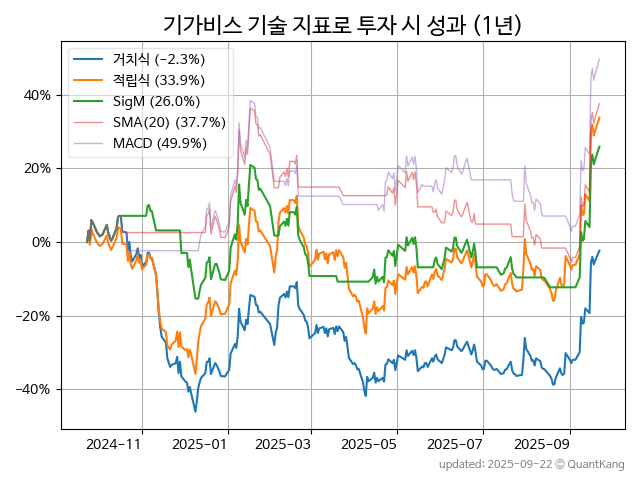 기가비스 기술 지표로 투자 시 성과 (1년)
거치식 (-2.3%)
적립식 (33.9%)
SigM (26.0%)
SMA(20) (37.7%)
MACD (49.9%)
40%
20%
0%
−20%
−40%
2024-11 2025-01 2025-03 2025-05 2025-07 2025-09
updated: 2025-09-22 © QuantKang